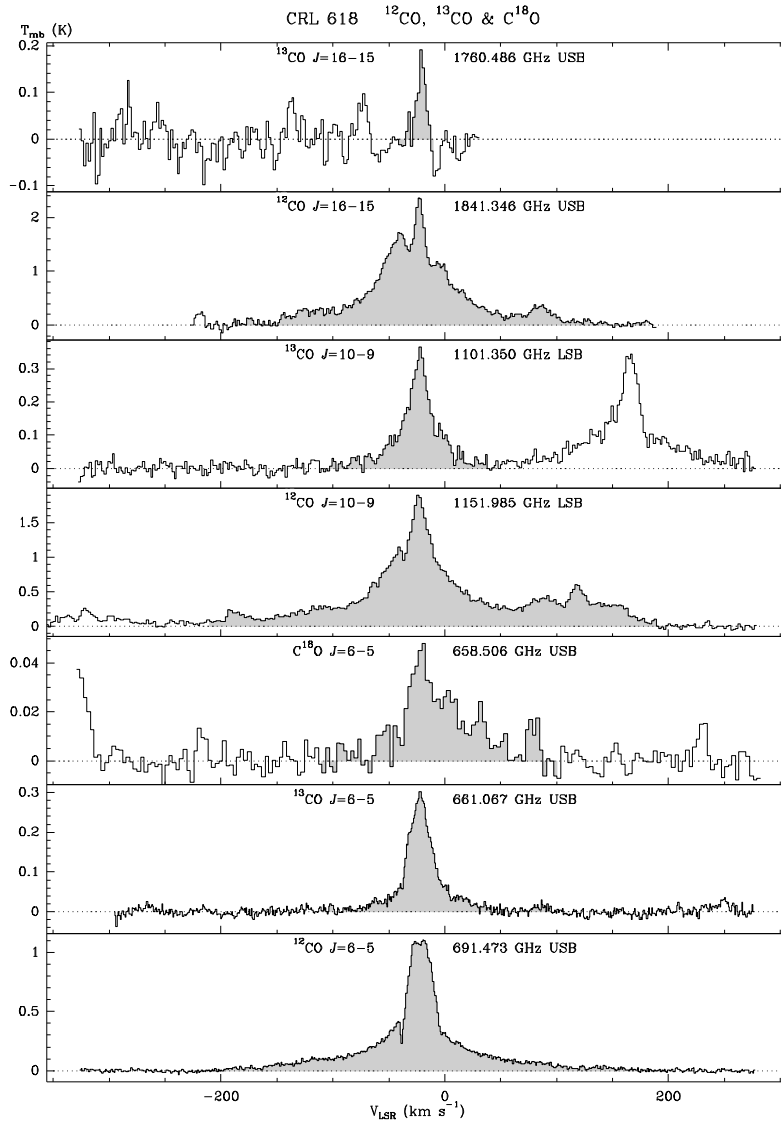 CRL 618 ¹²CO, ¹³CO & C¹⁸O
T_mb (K)
¹³CO J=16−15 1760.486 GHz USB
0.2
0.1
0
−0.1
¹²CO J=16−15 1841.346 GHz USB
2
1
0
¹³CO J=10−9 1101.350 GHz LSB
0.3
0.2
0.1
0
¹²CO J=10−9 1151.985 GHz LSB
1.5
1
0.5
0
C¹⁸O J=6−5 658.506 GHz USB
0.04
0.02
0
¹³CO J=6−5 661.067 GHz USB
0.3
0.2
0.1
0
¹²CO J=6−5 691.473 GHz USB
1
0.5
0
−200 0 200
V_LSR (km s⁻¹)